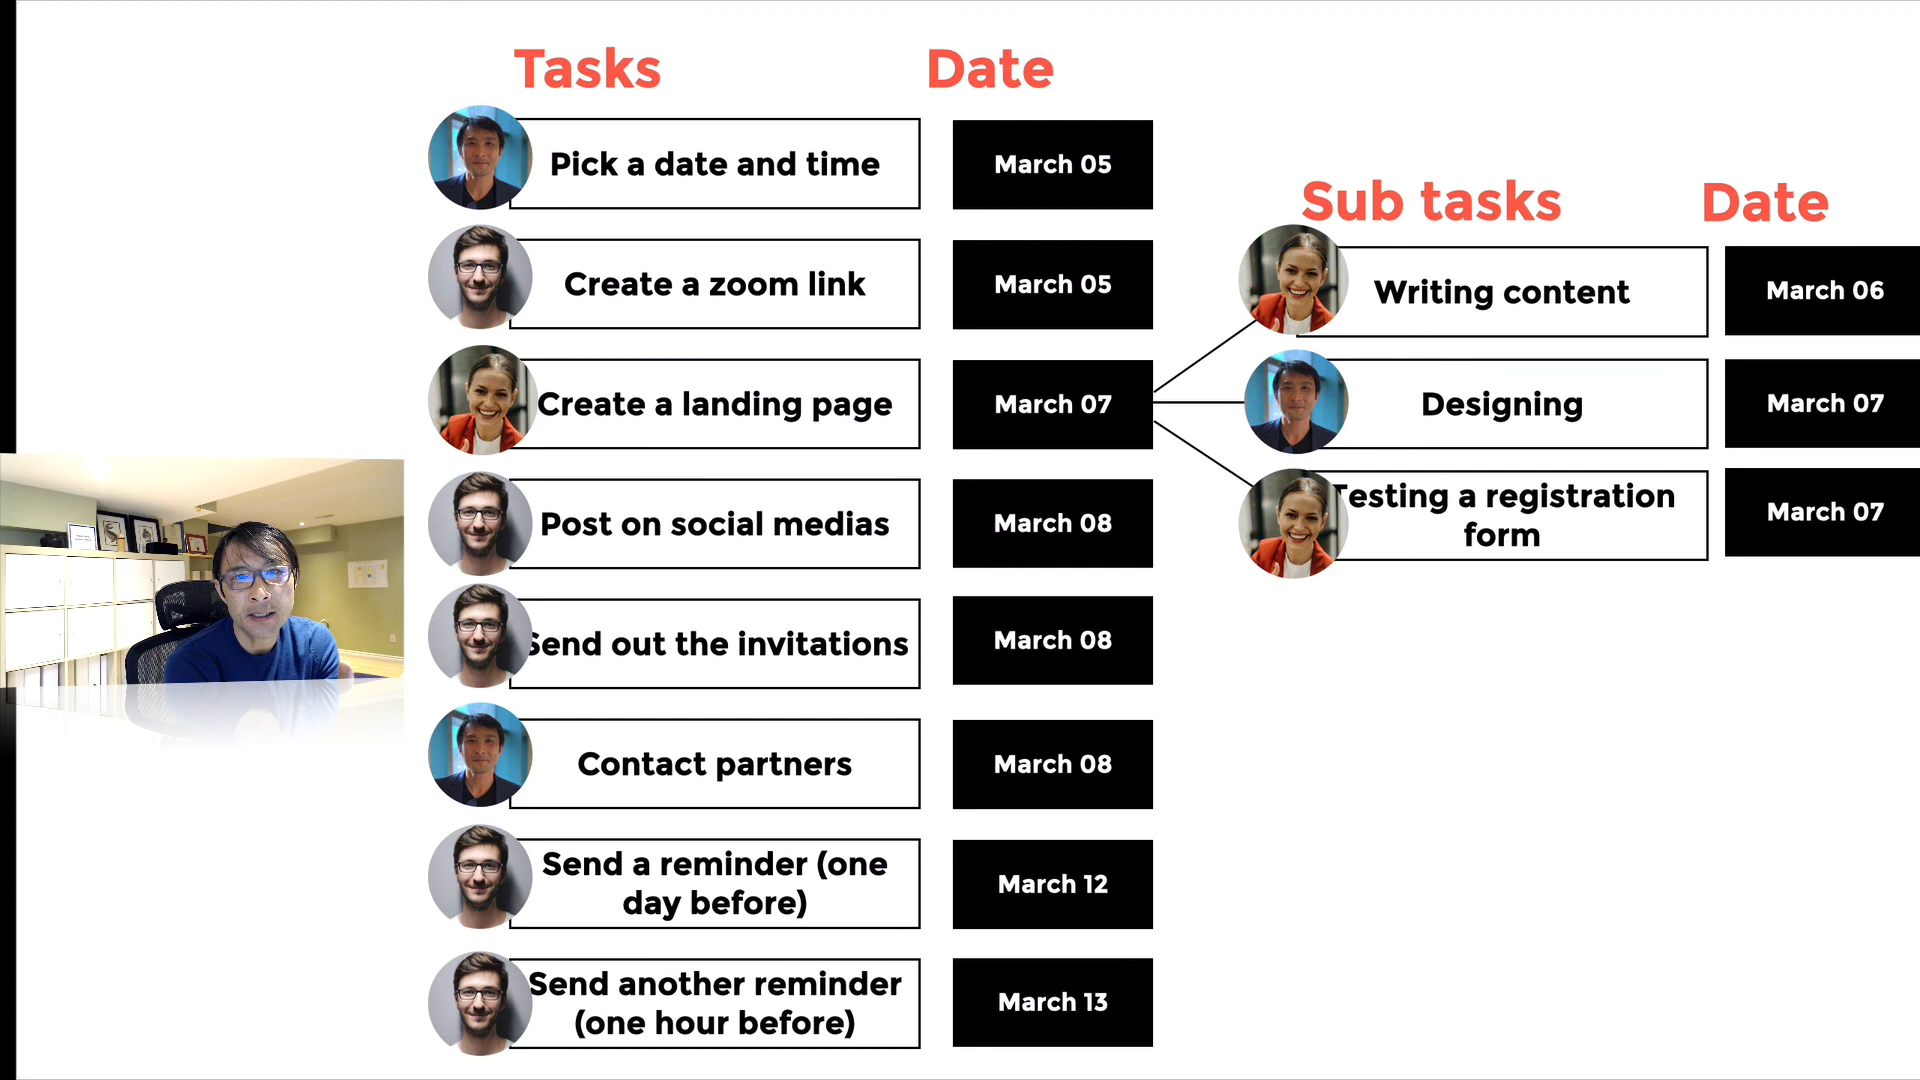 Tasks
Date
Pick a date and time
March 05
Create a zoom link
March 05
Create a landing page
March 07
Post on social medias
March 08
Send out the invitations
March 08
Contact partners
March 08
Send a reminder (one
day before)
March 12
Send another reminder
(one hour before)
March 13
Sub tasks
Date
Writing content
March 06
Designing
March 07
Testing a registration
form
March 07